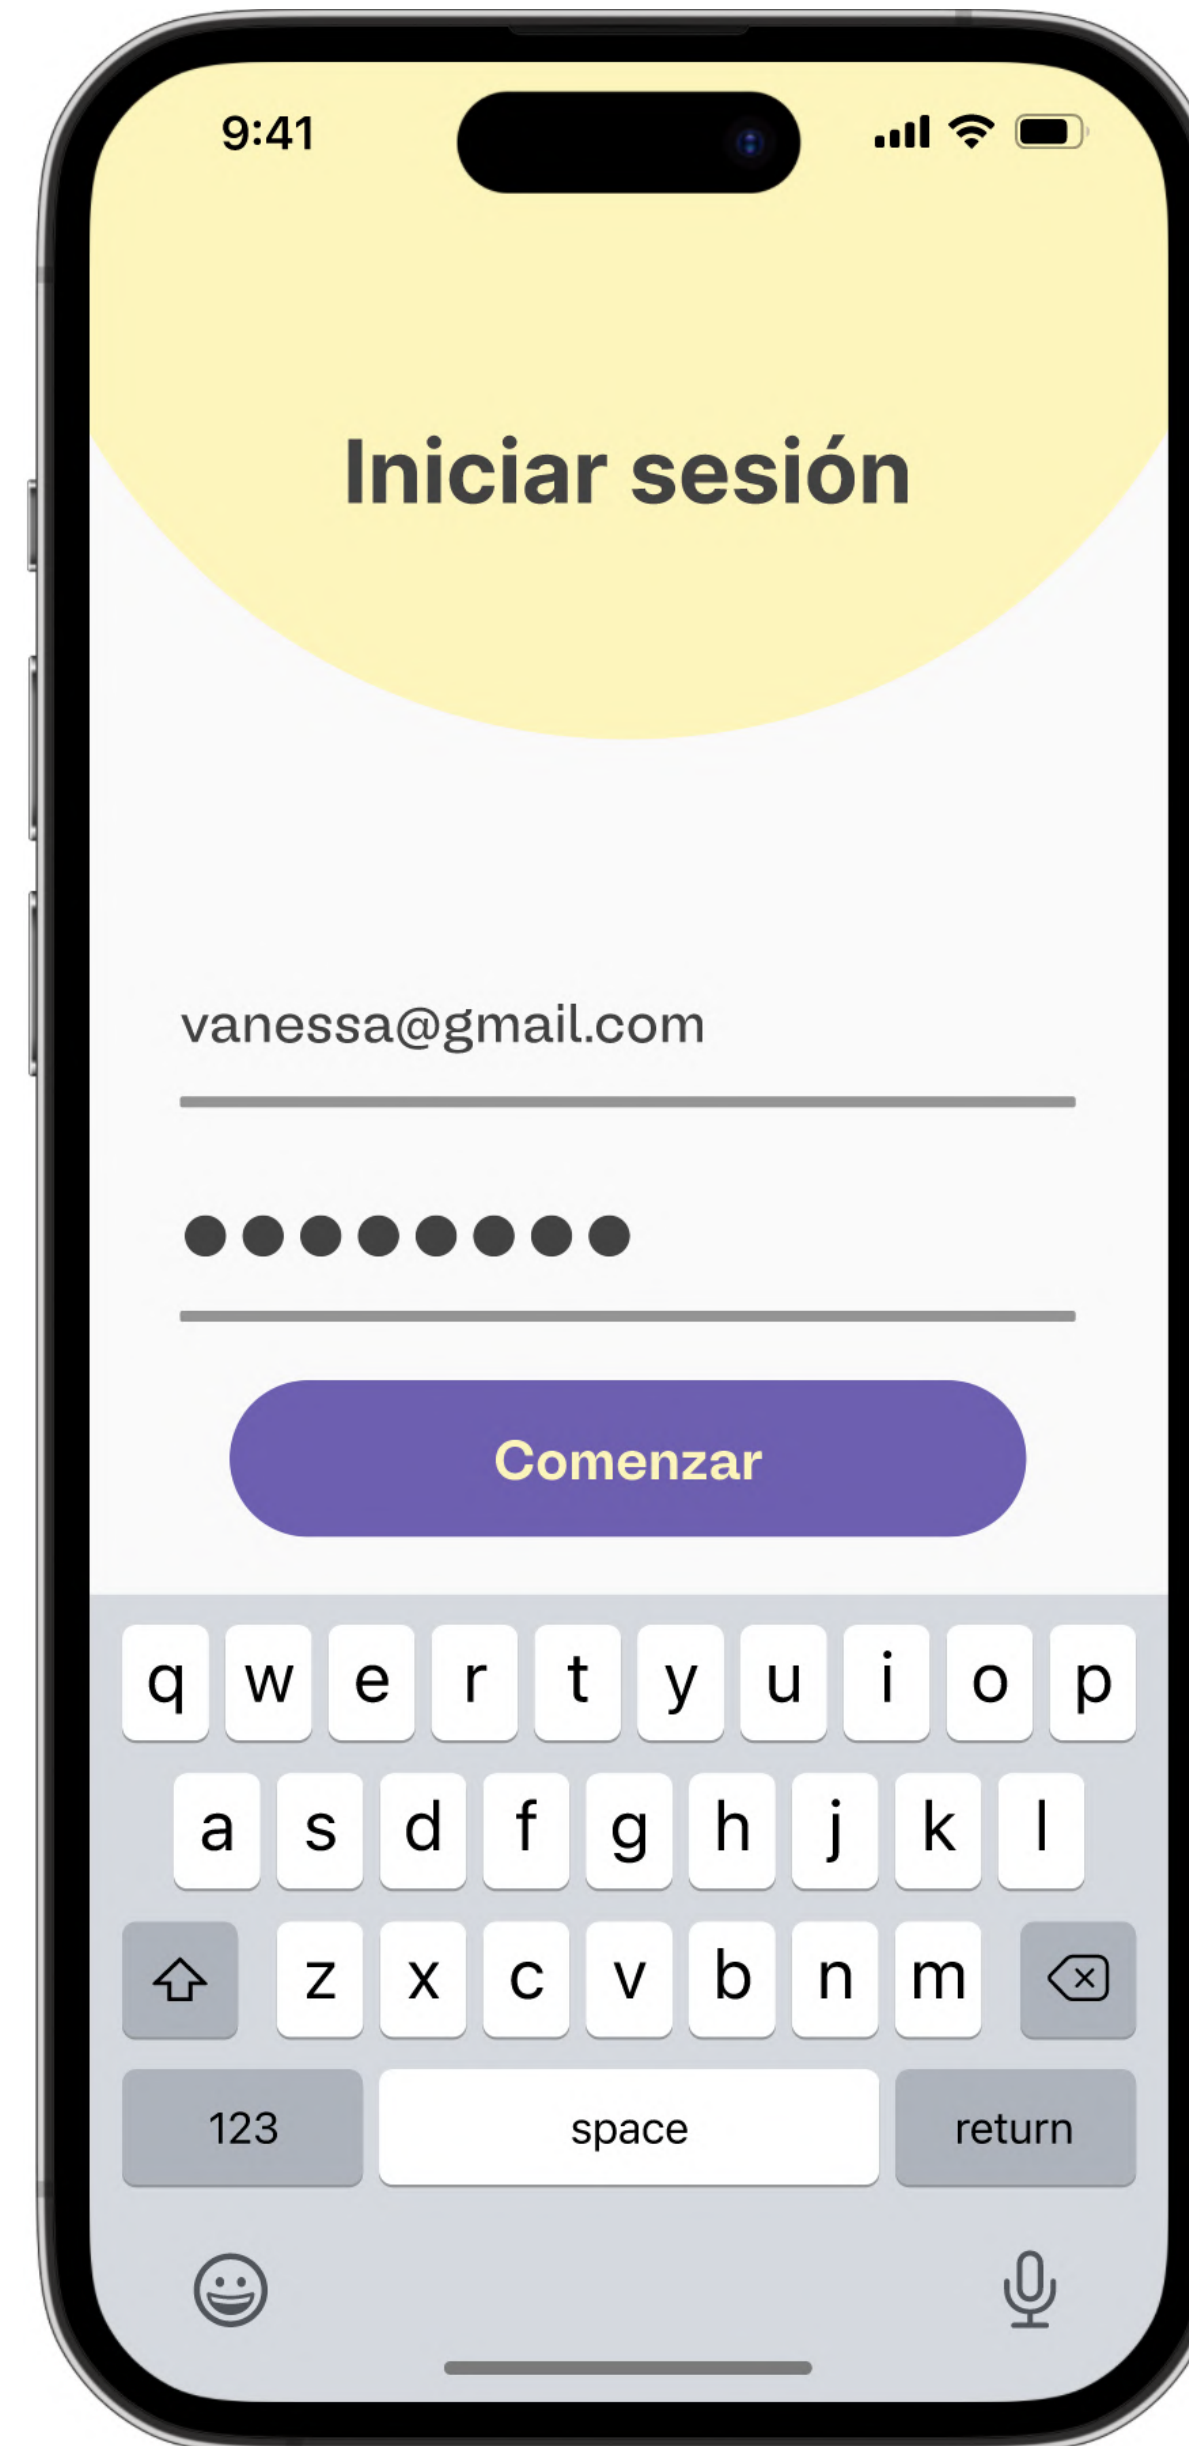 9:41
Iniciar sesión
vanessa@gmail.com
●●●●●●●●
Comenzar
q w e r t y u i o p
a s d f g h j k l
z x c v b n m
123 space return